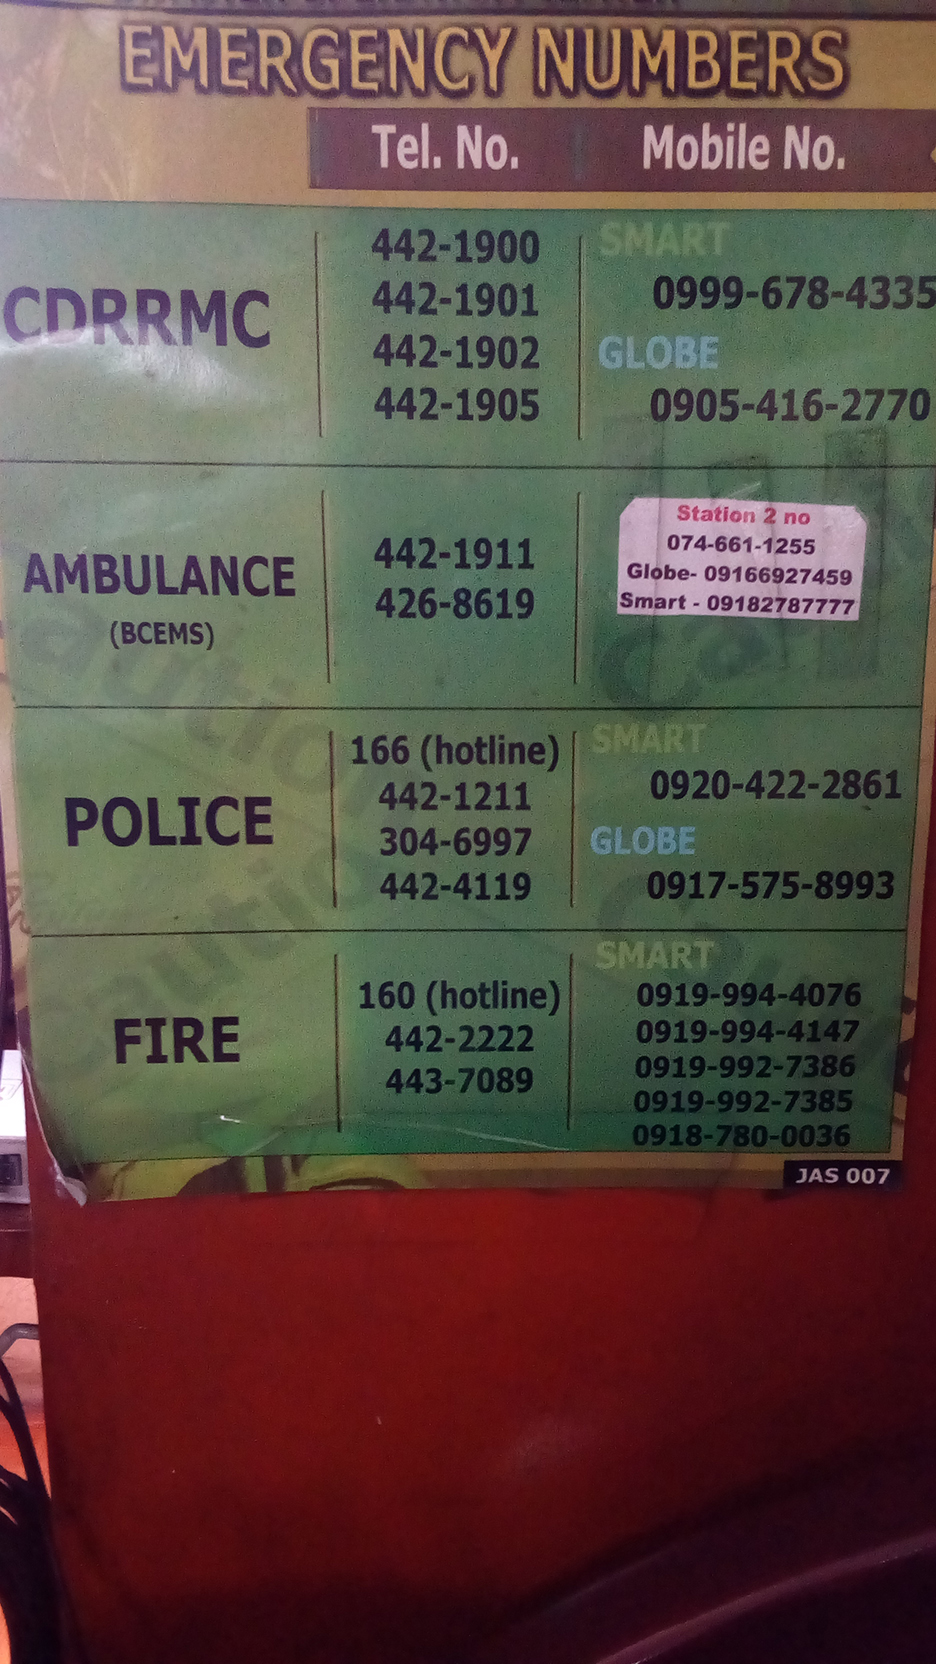 EMERGENCY NUMBERS
Tel. No. Mobile No.
CDRRMC
442-1900
442-1901
442-1902
442-1905
SMART
0999-678-4335
GLOBE
0905-416-2770
AMBULANCE
(BCEMS)
442-1911
426-8619
Station 2 no
074-661-1255
Globe- 09166927459
Smart - 09182787777
POLICE
166 (hotline)
442-1211
304-6997
442-4119
SMART
0920-422-2861
GLOBE
0917-575-8993
FIRE
160 (hotline)
442-2222
443-7089
SMART
0919-994-4076
0919-994-4147
0919-992-7386
0919-992-7385
0918-780-0036
JAS 007